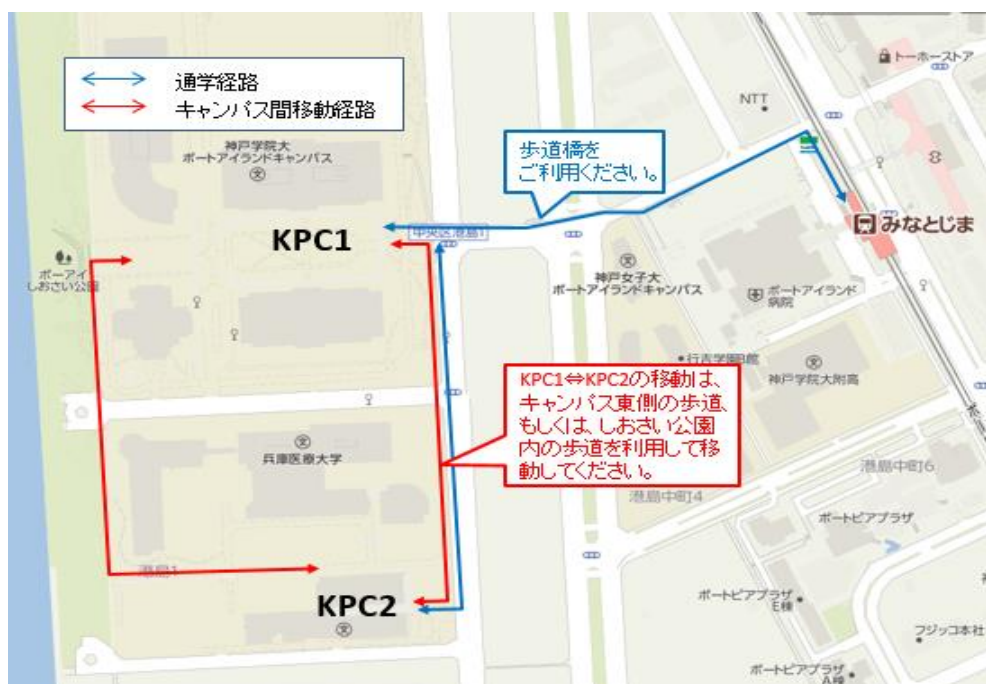 通学経路
キャンパス間移動経路
トーホーストア
NTT
神戸学院大
ポートアイランドキャンパス
歩道橋を
ご利用ください。
みなとじま
KPC1
中央区港島1
ポーアイ
しおさい公園
神戸女子大
ポートアイランドキャンパス
ポートアイランド
病院
行吉学園B館
神戸学院大附高
KPC1⇔KPC2の移動は、
キャンパス東側の歩道、
もしくは、しおさい公園
内の歩道を利用して移
動してください。
兵庫医療大学
港島中町6
港島中町4
ポートピアプラザ
港島1
KPC2
ポートピアプラザ
E棟
フジッコ本社
ポートピアプラザ
A棟